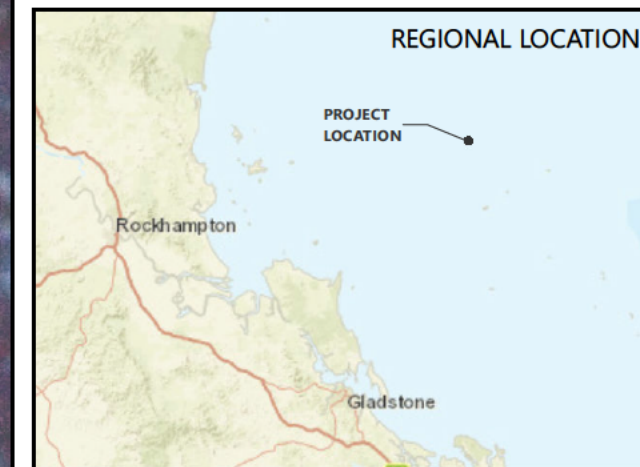 REGIONAL LOCATION
PROJECT
LOCATION
Rockhampton
Gladstone